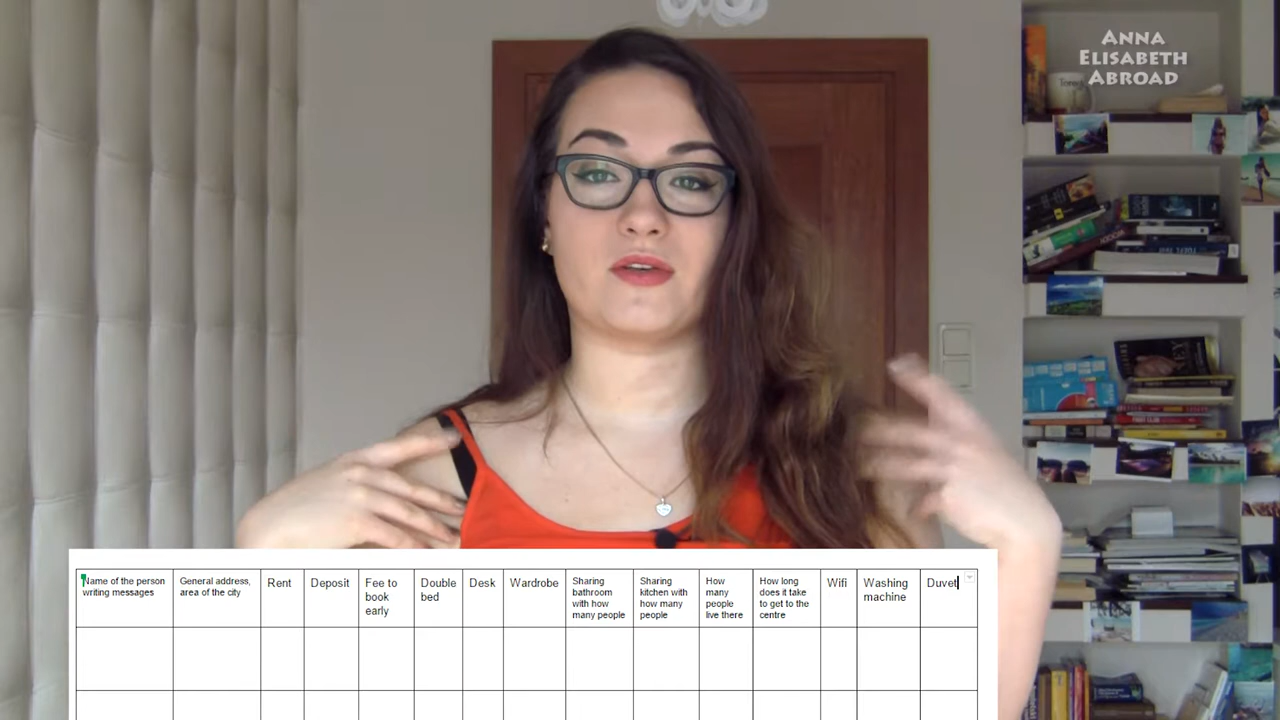 ANNA
ELISABETH
ABROAD
Name of the person
writing messages
General address,
area of the city
Rent
Deposit
Fee to
book
early
Double
bed
Desk
Wardrobe
Sharing
bathroom
with how
many people
Sharing
kitchen with
how many
people
How
many
people
live there
How long
does it take
to get to the
centre
Wifi
Washing
machine
Duvet